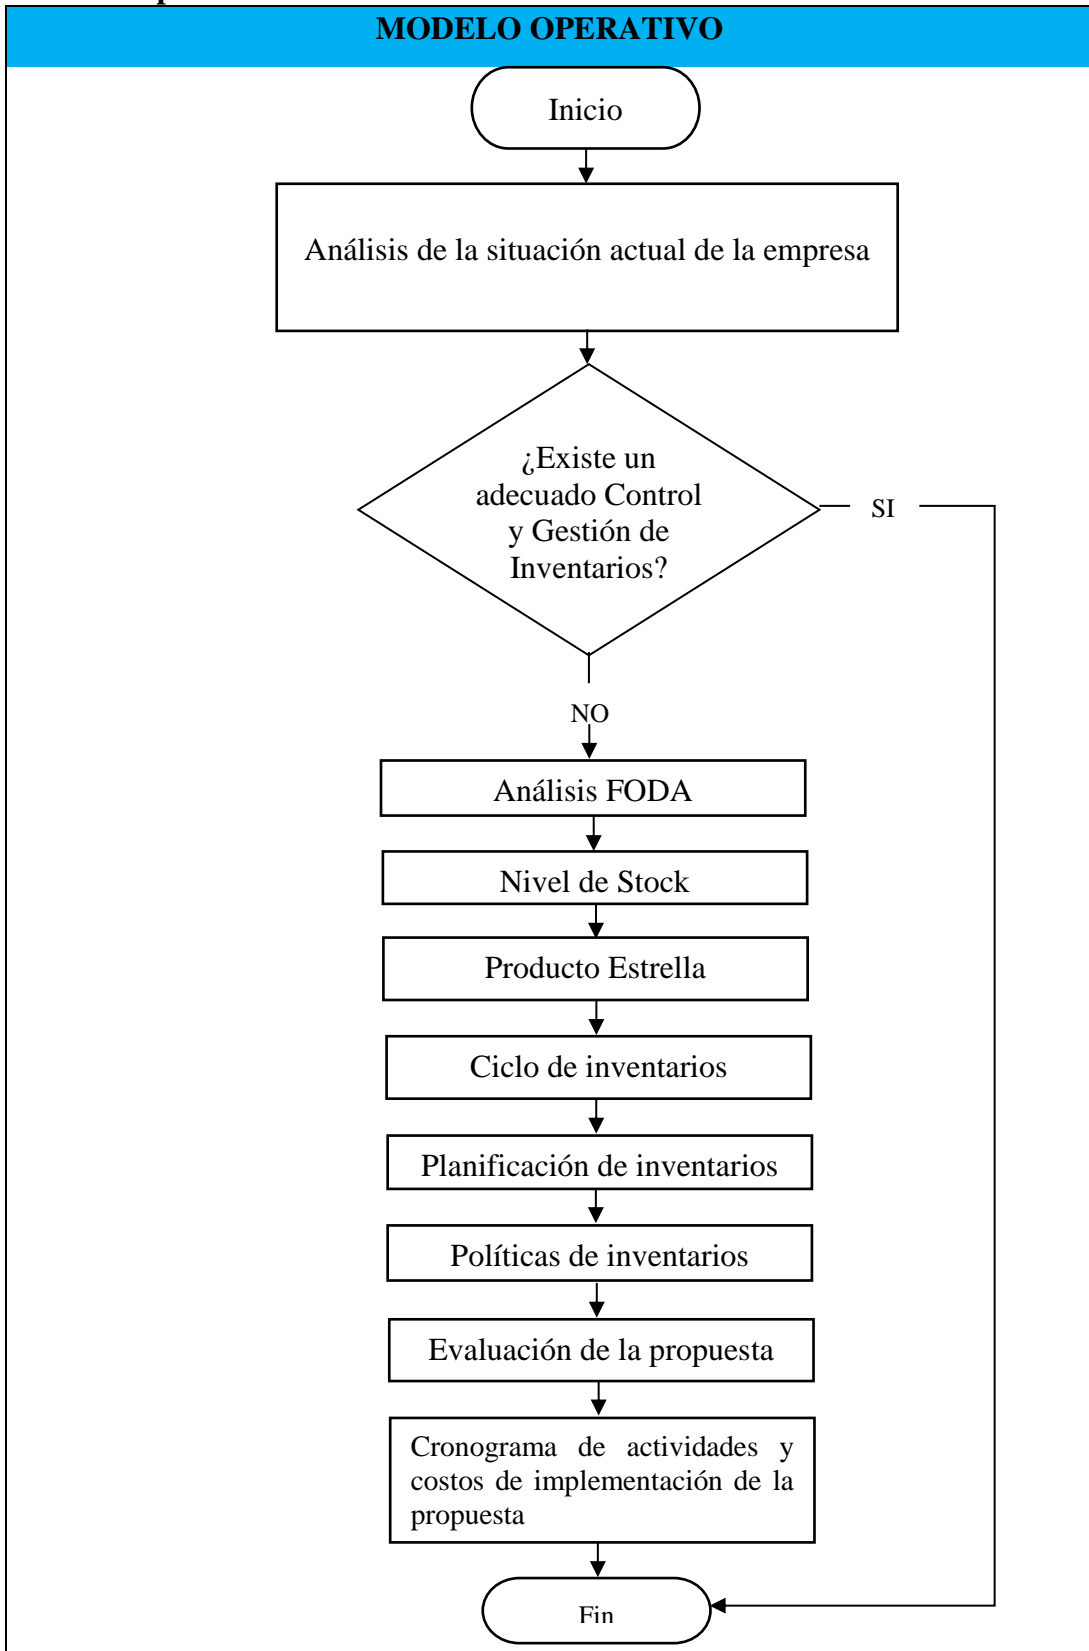 MODELO OPERATIVO
Inicio
Análisis de la situación actual de la empresa
¿Existe un
adecuado Control
y Gestión de
Inventarios?
SI
NO
Análisis FODA
Nivel de Stock
Producto Estrella
Ciclo de inventarios
Planificación de inventarios
Políticas de inventarios
Evaluación de la propuesta
Cronograma de actividades y
costos de implementación de la
propuesta
Fin